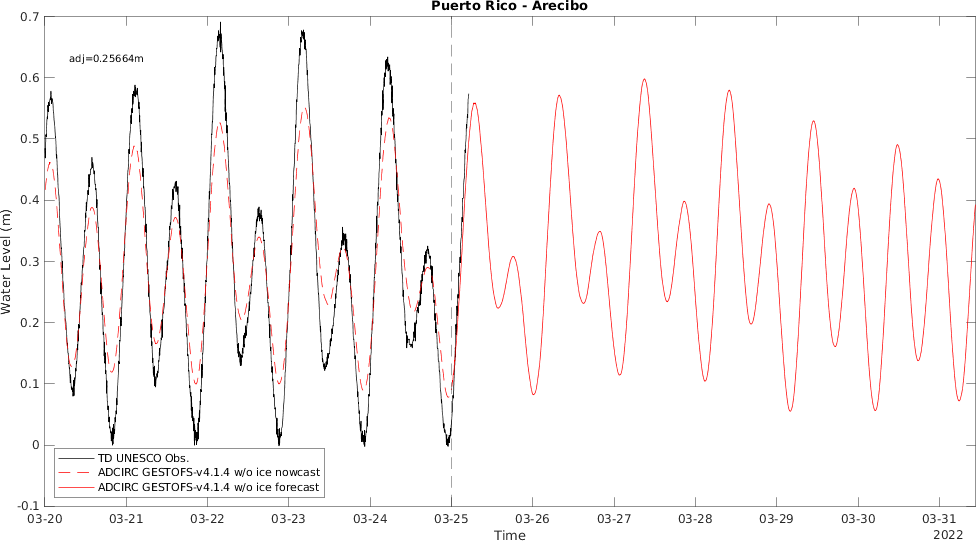 Puerto Rico - Arecibo
0.7
adj=0.25664m
0.6
0.5
0.4
0.3
0.2
0.1
0
-0.1
Water Level (m)
TD UNESCO Obs.
ADCIRC GESTOFS-v4.1.4 w/o ice nowcast
ADCIRC GESTOFS-v4.1.4 w/o ice forecast
03-20 03-21 03-22 03-23 03-24 03-25 03-26 03-27 03-28 03-29 03-30 03-31
Time
2022